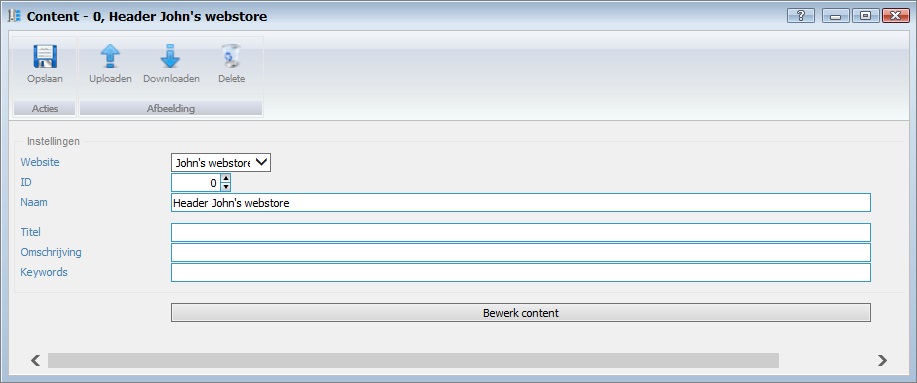 Content - 0, Header John's webstore
?
Opslaan
Uploaden
Downloaden
Delete
Acties
Afbeelding
Instellingen
Website John's webstore
ID 0
Naam Header John's webstore
Titel
Omschrijving
Keywords
Bewerk content